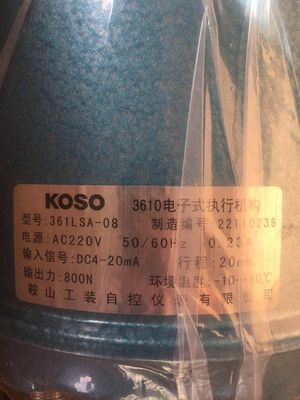 KOSO 3610电子式执行机构
型号:361LSA-08 制造编号 22110239
电源:AC220V 50/60Hz 0.23A
输入信号:DC4-20mA 行程:20mm
输出力:800N 环境温度:-10~+60℃
鞍山工装自控仪表有限公司